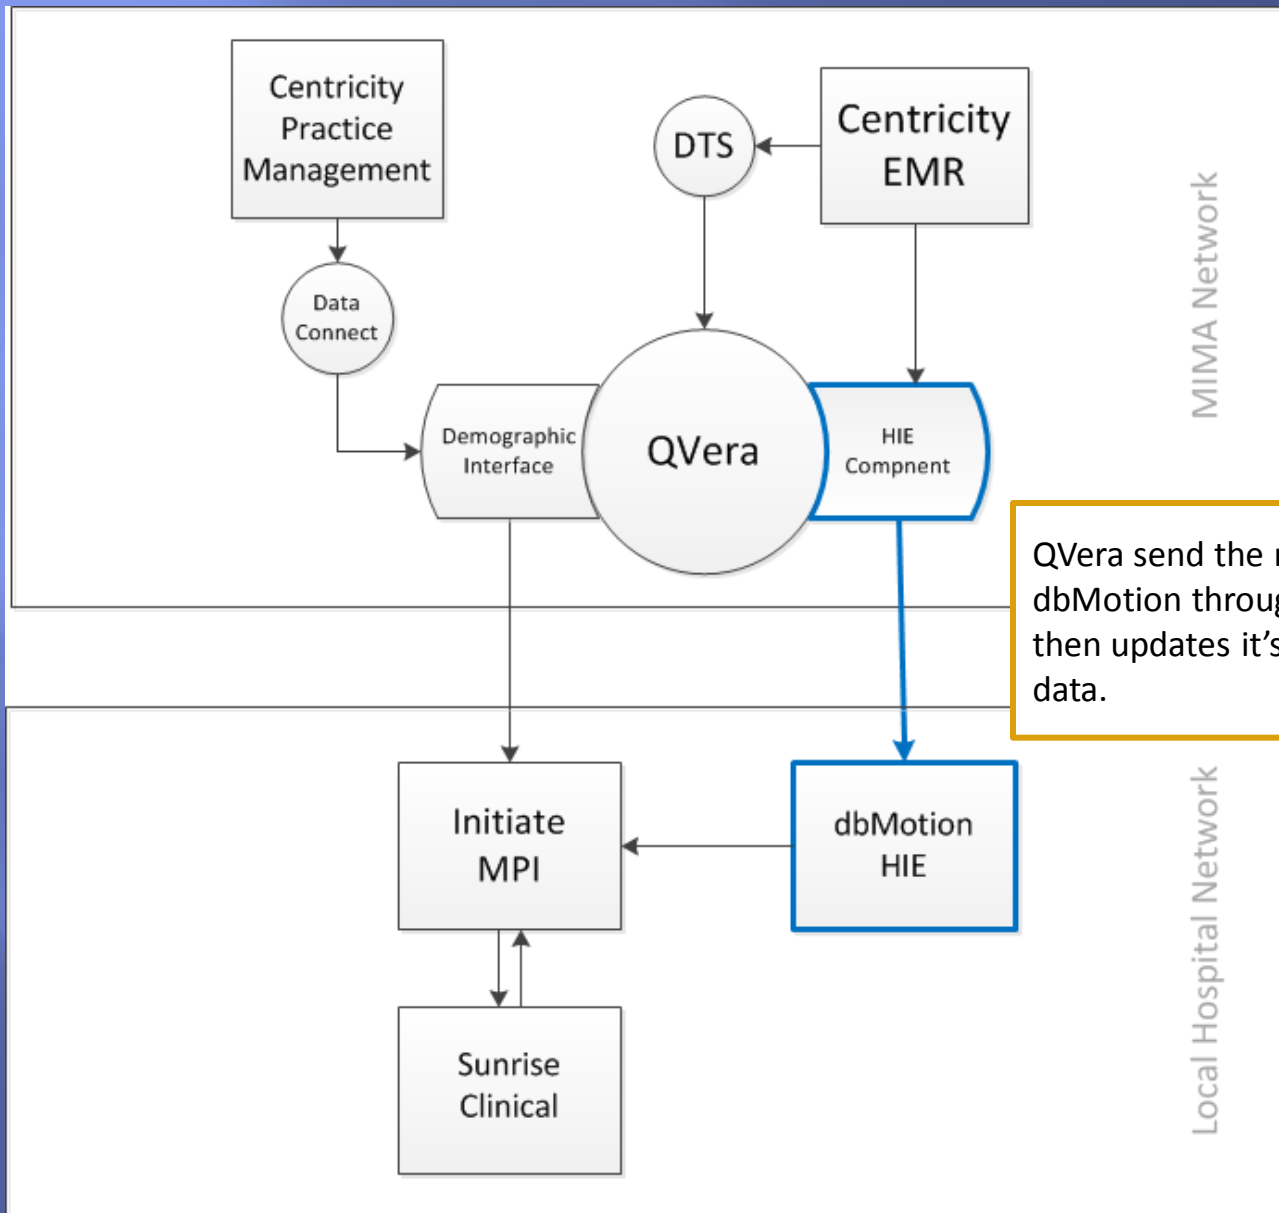 Centricity
Practice
Management
DTS
Centricity
EMR
MIMA Network
Data
Connect
Demographic
Interface
QVera
HIE
Compnent
QVera send the
dbMotion
then updates it's
data.
Initiate
MPI
dbMotion
HIE
Local Hospital Network
Sunrise
Clinical